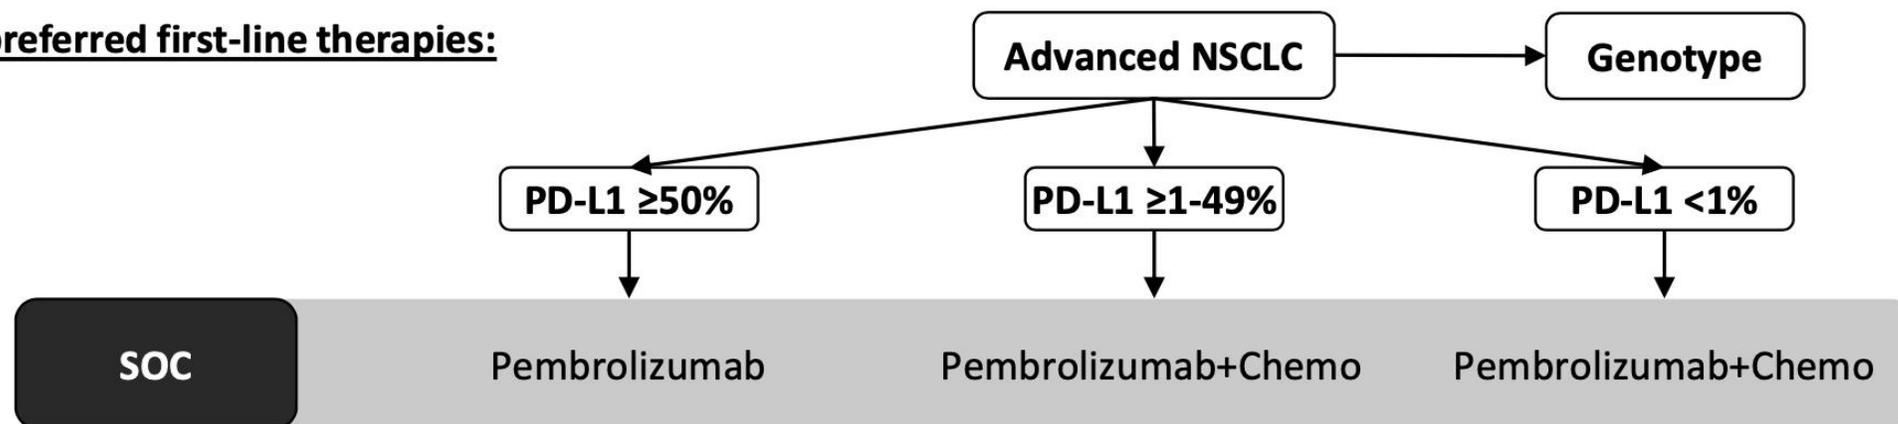 referred first-line therapies:
Advanced NSCLC
Genotype
PD-L1 ≥50%
PD-L1 ≥1-49%
PD-L1 <1%
SOC
Pembrolizumab
Pembrolizumab+Chemo
Pembrolizumab+Chemo